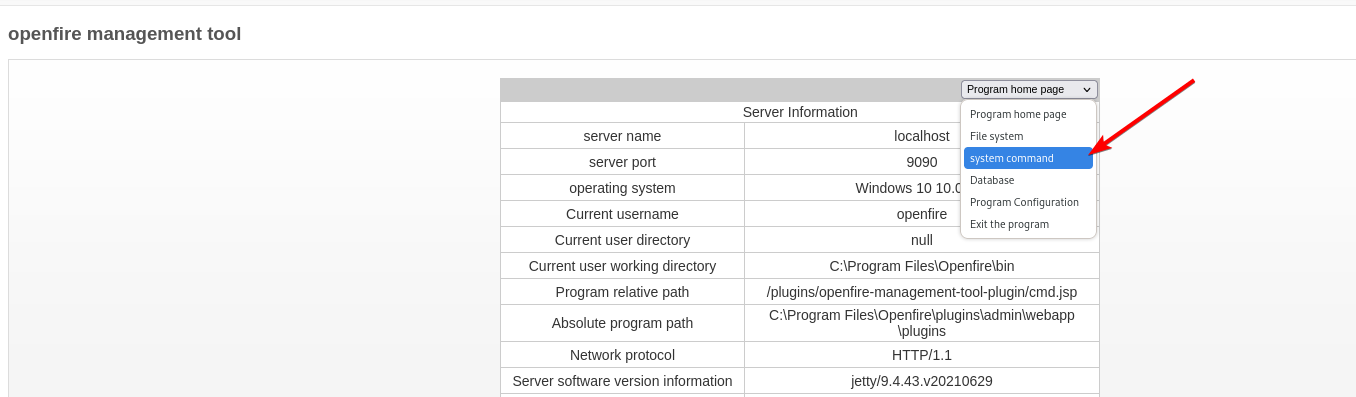 openfire management tool
Program home page
Server Information
Program home page
File system
system command
Database
Program Configuration
Exit the program
server name localhost
server port 9090
operating system Windows 10 10.0
Current username openfire
Current user directory null
Current user working directory C:\Program Files\Openfire\bin
Program relative path /plugins/openfire-management-tool-plugin/cmd.jsp
Absolute program path C:\Program Files\Openfire\plugins\admin\webapp
\plugins
Network protocol HTTP/1.1
Server software version information jetty/9.4.43.v20210629